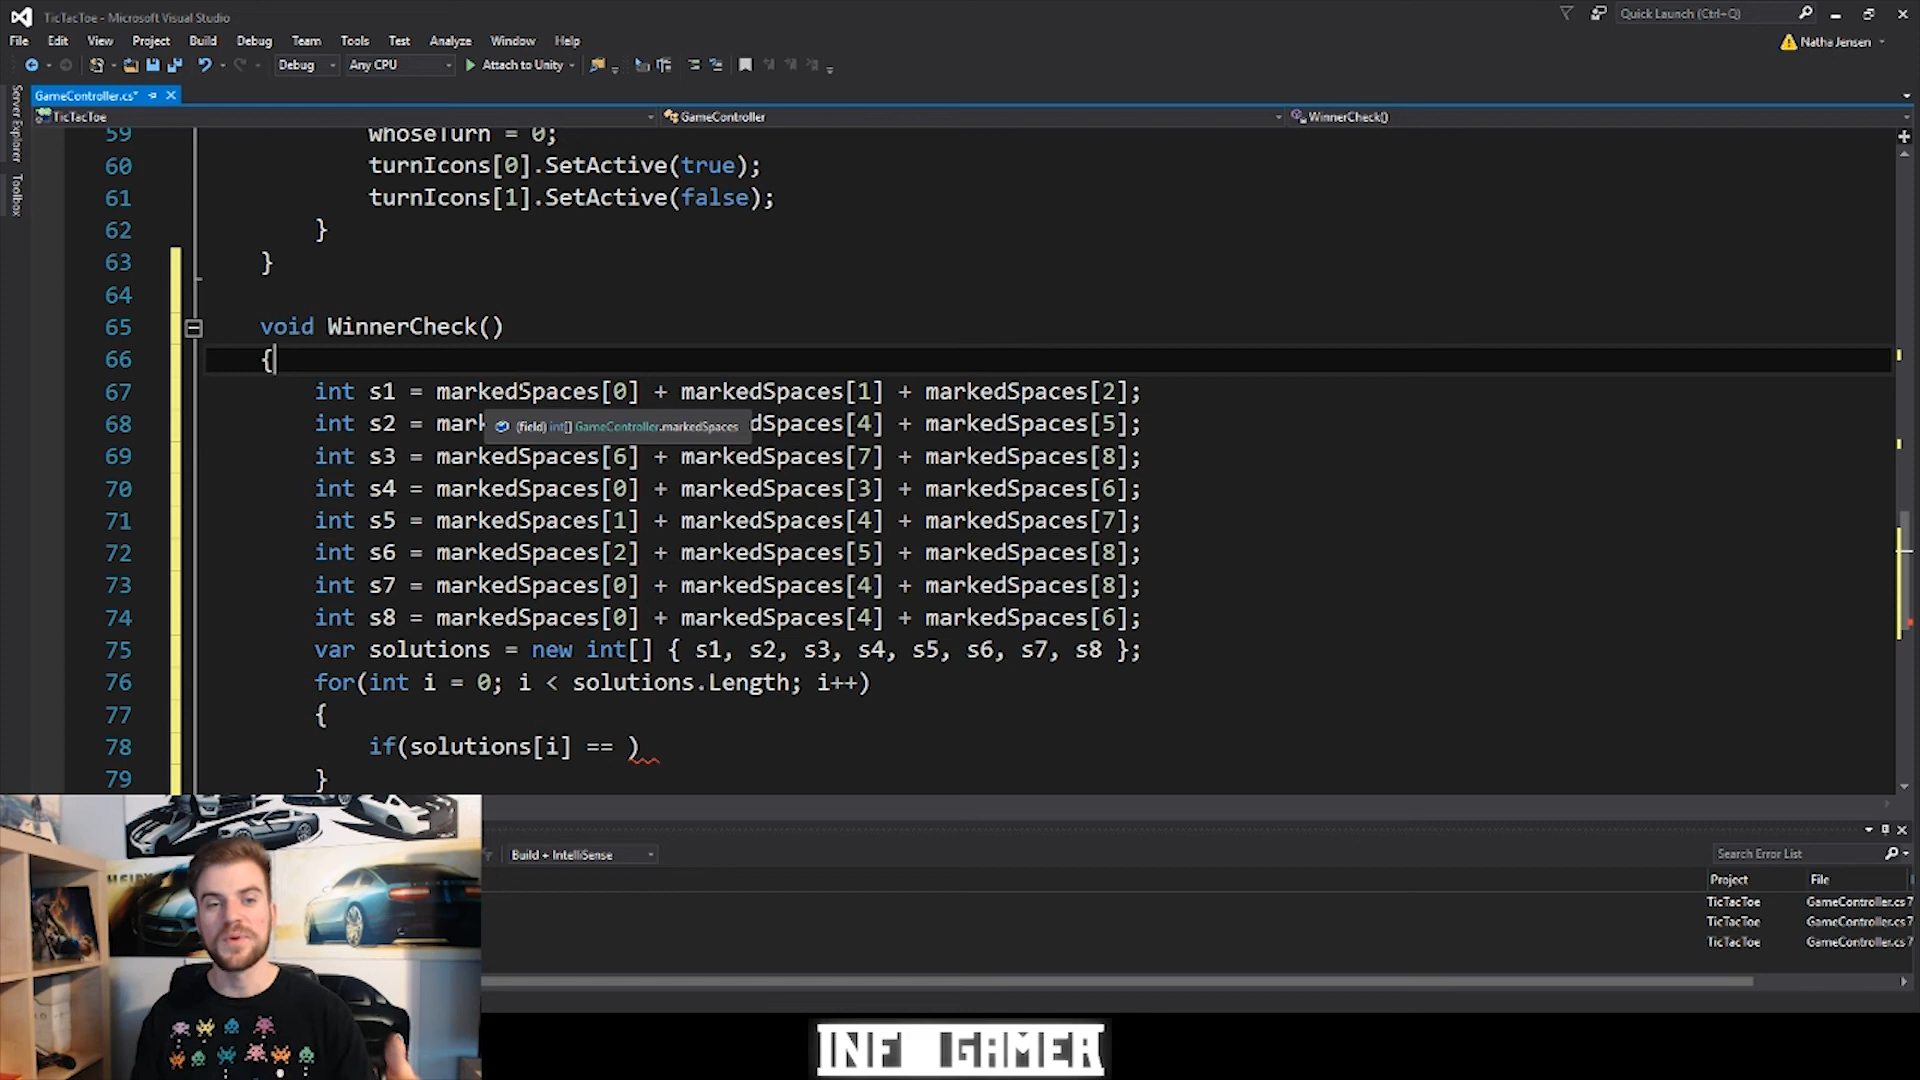 TicTacToe - Microsoft Visual Studio
Quick Launch (Ctrl+Q)
File Edit View Project Build Debug Team Tools Test Analyze Window Help
Natha Jensen
Debug Any CPU Attach to Unity
Server Explorer
Toolbox
GameController.cs*
TicTacToe GameController WinnerCheck()
59 whoseTurn = 0;
60 turnIcons[0].SetActive(true);
61 turnIcons[1].SetActive(false);
62 }
63 }
64
65 void WinnerCheck()
66 {
67 int s1 = markedSpaces[0] + markedSpaces[1] + markedSpaces[2];
68 int s2 = mark dSpaces[4] + markedSpaces[5];
(field) int[] GameController.markedSpaces
69 int s3 = markedSpaces[6] + markedSpaces[7] + markedSpaces[8];
70 int s4 = markedSpaces[0] + markedSpaces[3] + markedSpaces[6];
71 int s5 = markedSpaces[1] + markedSpaces[4] + markedSpaces[7];
72 int s6 = markedSpaces[2] + markedSpaces[5] + markedSpaces[8];
73 int s7 = markedSpaces[0] + markedSpaces[4] + markedSpaces[8];
74 int s8 = markedSpaces[0] + markedSpaces[4] + markedSpaces[6];
75 var solutions = new int[] { s1, s2, s3, s4, s5, s6, s7, s8 };
76 for(int i = 0; i < solutions.Length; i++)
77 {
78 if(solutions[i] == )
79 }
Build + IntelliSense
Search Error List
Project File
TicTacToe GameController.cs 7
TicTacToe GameController.cs 7
TicTacToe GameController.cs 7
INF GAMER